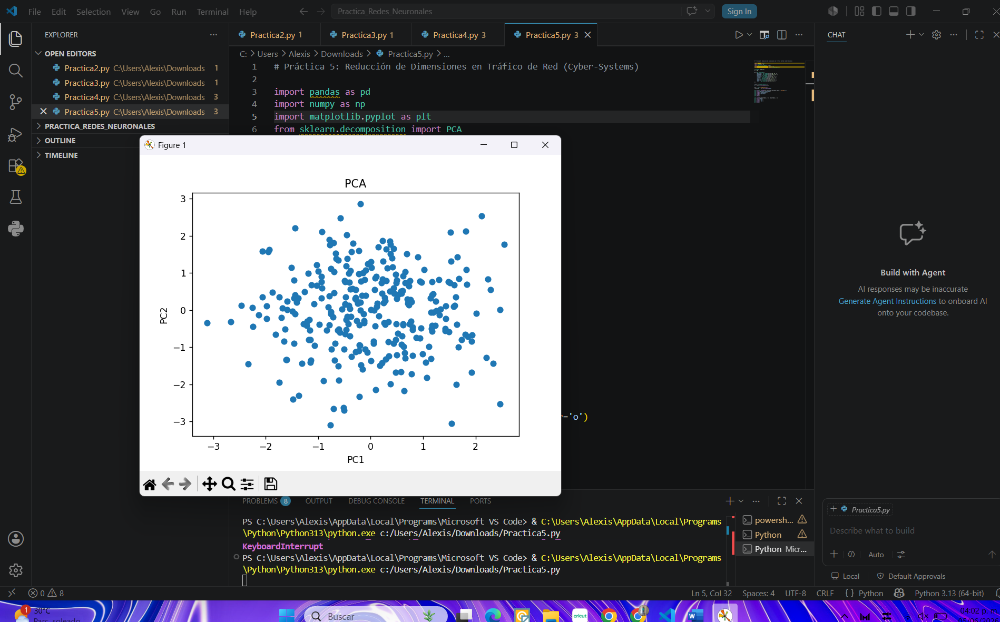 File Edit Selection View Go Run Terminal Help
Practica_Redes_Neuronales
Sign In
EXPLORER
OPEN EDITORS
Practica2.py C:\Users\Alexis\Downloads 1
Practica3.py C:\Users\Alexis\Downloads 1
Practica4.py C:\Users\Alexis\Downloads 3
Practica5.py C:\Users\Alexis\Downloads 3
PRACTICA_REDES_NEURONALES
OUTLINE
TIMELINE
Practica2.py 1
Practica3.py 1
Practica4.py 3
Practica5.py 3
C: > Users > Alexis > Downloads > Practica5.py > ...
1 # Práctica 5: Reducción de Dimensiones en Tráfico de Red (Cyber-Systems)
2
3 import pandas as pd
4 import numpy as np
5 import matplotlib.pyplot as plt
6 from sklearn.decomposition import PCA
='o')
Figure 1
PCA
PC2
3
2
1
0
−1
−2
−3
−3 −2 −1 0 1 2
PC1
PROBLEMS 8 OUTPUT DEBUG CONSOLE TERMINAL PORTS
PS C:\Users\Alexis\AppData\Local\Programs\Microsoft VS Code> & C:\Users\Alexis\AppData\Local\Programs
\Python\Python313\python.exe c:/Users/Alexis/Downloads/Practica5.py
KeyboardInterrupt
PS C:\Users\Alexis\AppData\Local\Programs\Microsoft VS Code> & C:\Users\Alexis\AppData\Local\Programs
\Python\Python313\python.exe c:/Users/Alexis/Downloads/Practica5.py
powersh...
Python
Python Micr...
CHAT
Build with Agent
AI responses may be inaccurate
Generate Agent Instructions to onboard AI
onto your codebase.
Practica5.py
Describe what to build
Auto
Local
Default Approvals
0 8
Ln 5, Col 32 Spaces: 4 UTF-8 CRLF { } Python Python 3.13 (64-bit)
1
30°C
Parc. soleado
Buscar
cricut
04:02 p. m.